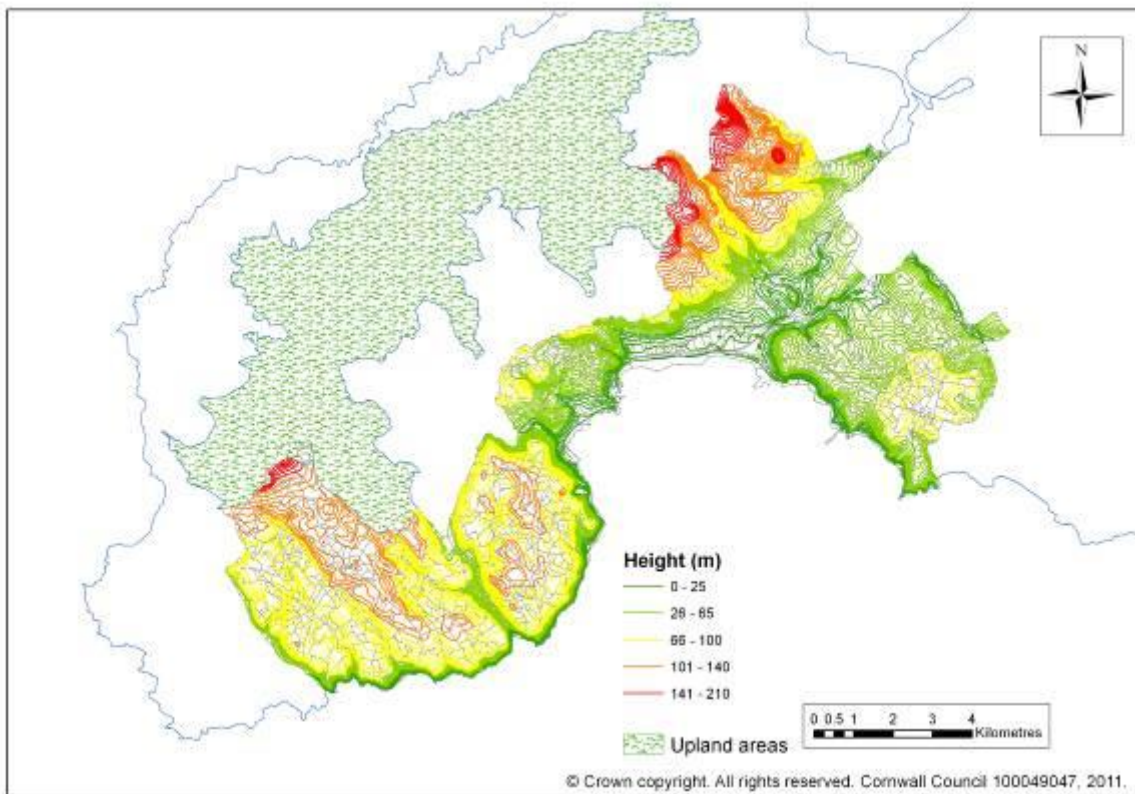 N
Height (m)
0 - 25
26 - 65
66 - 100
101 - 140
141 - 210
Upland areas
0 0.5 1 2 3 4
Kilometres
© Crown copyright. All rights reserved. Cornwall Council 100049047, 2011.